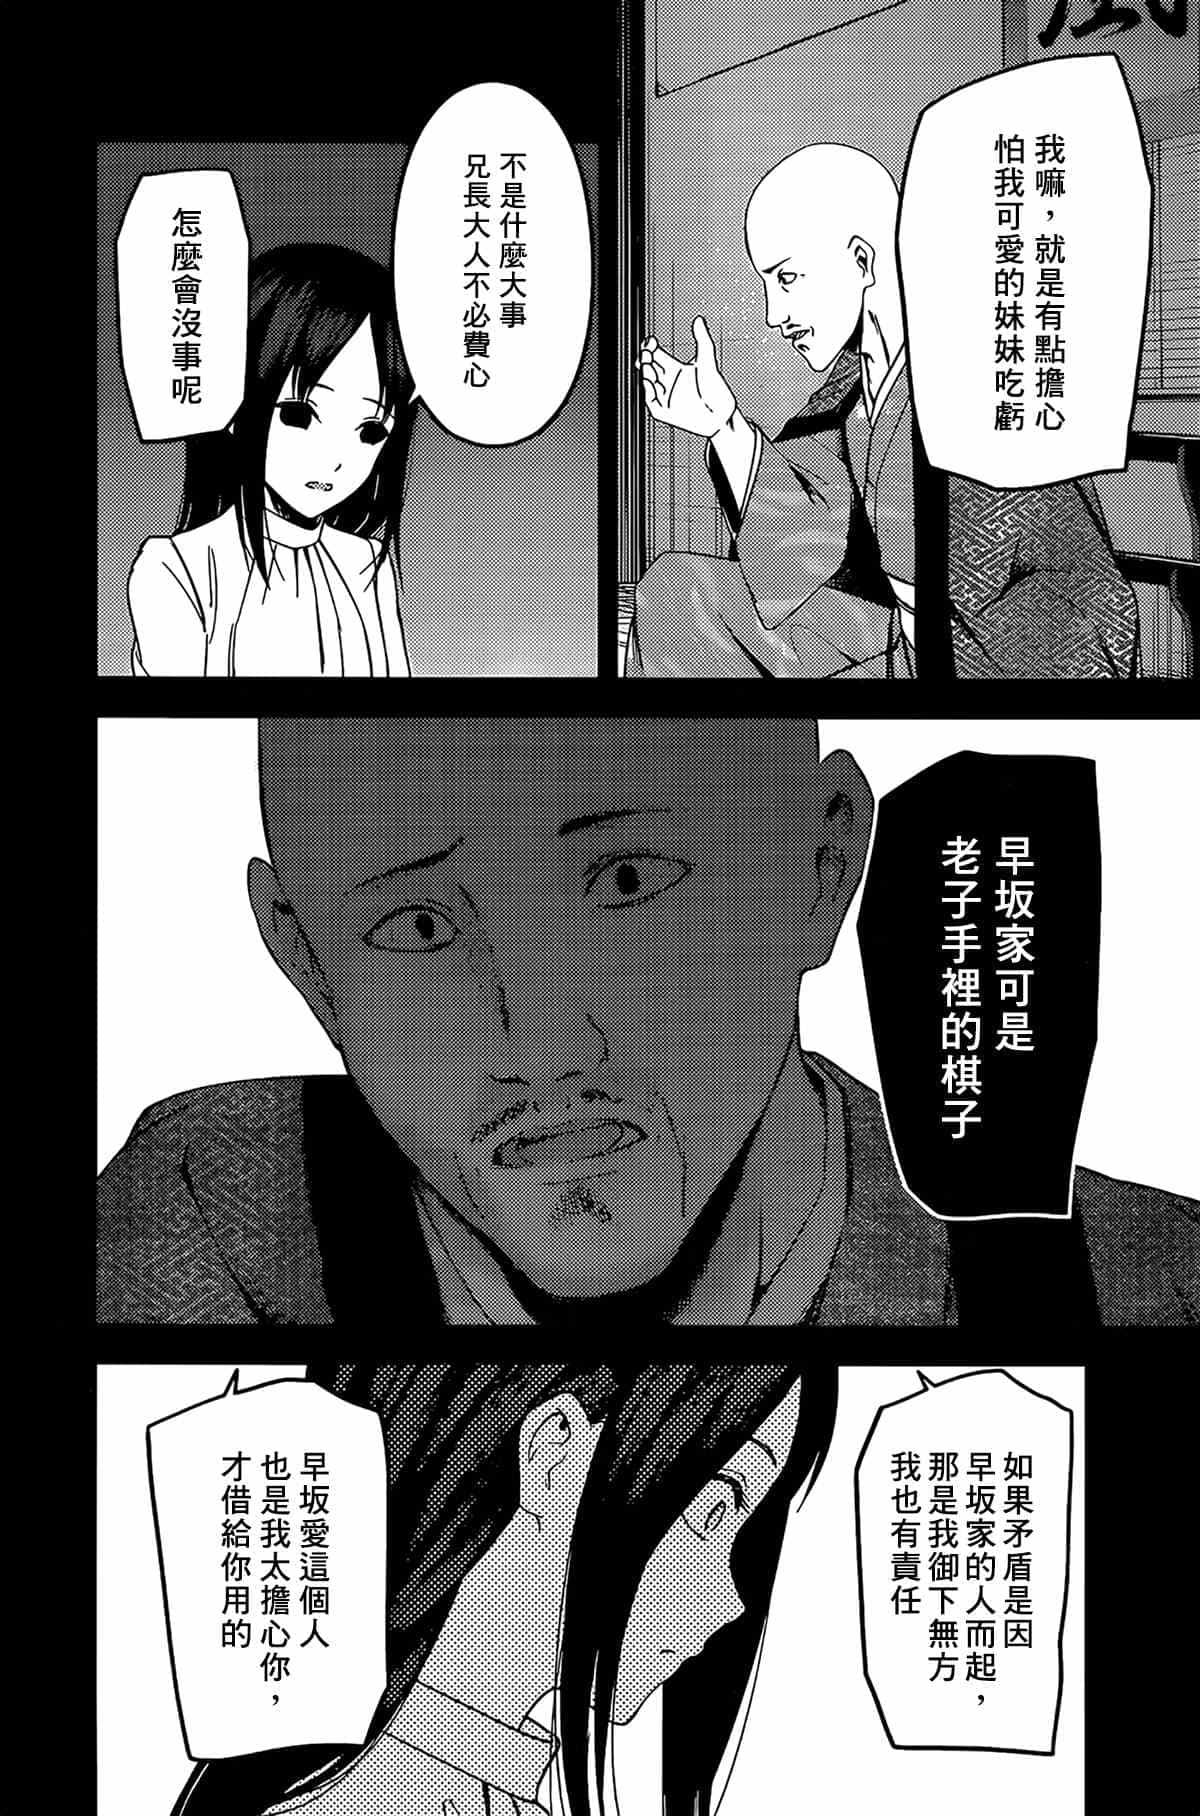 風
我嘛，就是有點擔心
怕我可愛的妹妹吃虧
不是什麼大事
兄長大人不必費心
怎麼會沒事呢
早坂家可是
老子手裡的棋子
如果矛盾是因
早坂家的人而起，
那是我御下無方
我也有責任
早坂愛這個人
也是我太擔心你，
才借給你用的